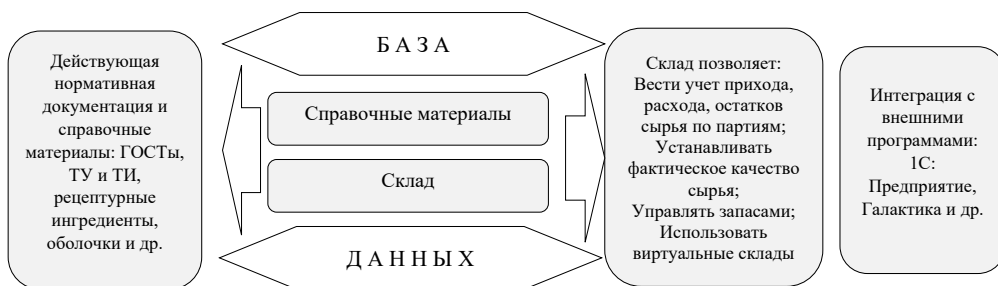 Действующая
нормативная
документация и
справочные
материалы: ГОСТы,
ТУ и ТИ,
рецептурные
ингредиенты,
оболочки и др.
Б А З А
Справочные материалы
Склад
Д А Н Н Ы Х
Склад позволяет:
Вести учет прихода,
расхода, остатков
сырья по партиям;
Устанавливать
фактическое качество
сырья;
Управлять запасами;
Использовать
виртуальные склады
Интеграция с
внешними
программами:
1С:
Предприятие,
Галактика и др.